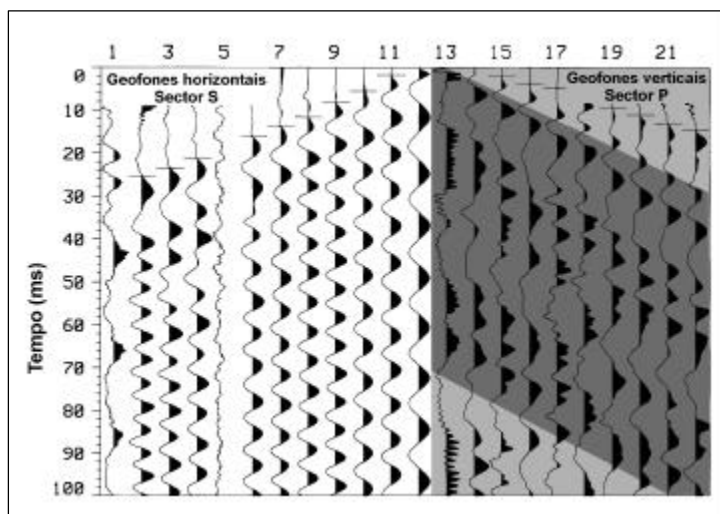 1 3 5 7 9 11 13 15 17 19 21
Geofones horizontais
Sector S
Geofones verticais
Sector P
Tempo (ms)
0
10
20
30
40
50
60
70
80
90
100